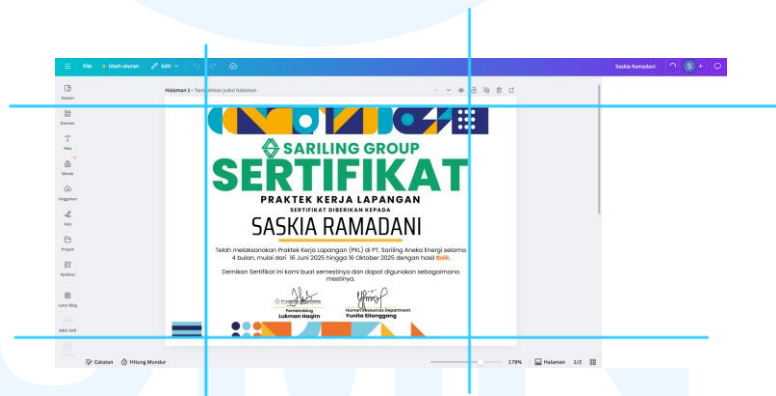 File Ubah ukuran Edit Saskia Ramadani S +
Halaman 1 - Tambahkan judul halaman
Desain
Elemen
Teks
Merek
Unggahan
Alat
Proyek
Aplikasi
Latar Blkg
SARILING GROUP
SERTIFIKAT
PRAKTEK KERJA LAPANGAN
SERTIFIKAT DIBERIKAN KEPADA
SASKIA RAMADANI
Telah melaksanakan Praktek Kerja Lapangan (PKL) di PT. Sariling Aneka Energi selama
4 bulan, mulai dari 16 Juni 2025 hingga 16 Oktober 2025 dengan hasil Baik.
Demikian Sertifikat ini kami buat semestinya dan dapat digunakan sebagaimana
mestinya.
Pembimbing
Lukman Haqim
Human Resources Department
Yunita Sitanggang
Catatan Hitung Mundur 179% Halaman 1/2